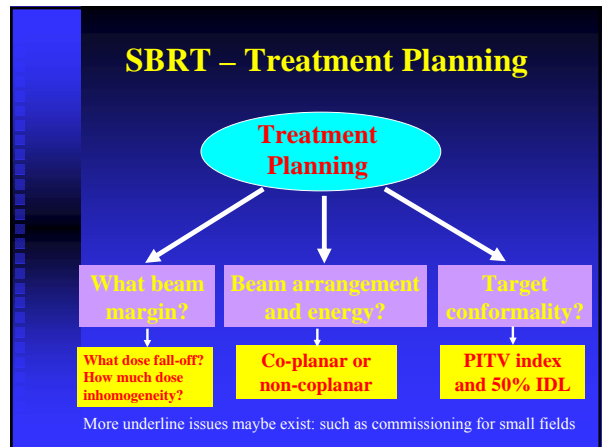 SBRT – Treatment Planning
Treatment
Planning
What beam
margin?
Beam arrangement
and energy?
Target
conformality?
What dose fall-off?
How much dose
inhomogeneity?
Co-planar or
non-coplanar
PITV index
and 50% IDL
More underline issues maybe exist: such as commissioning for small fields